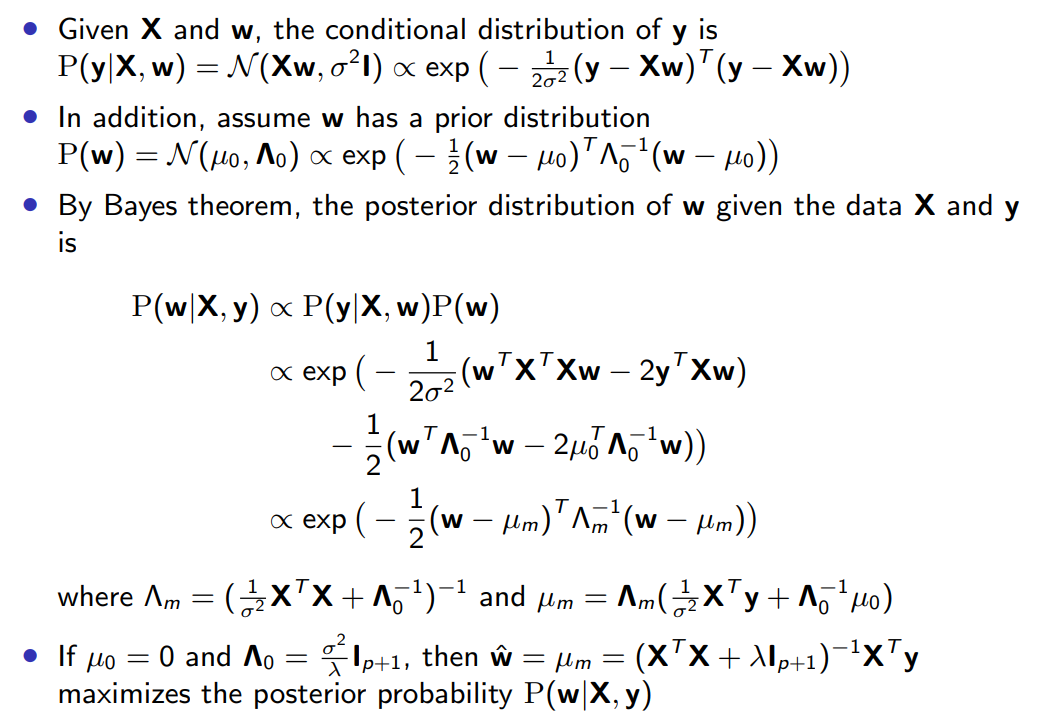 • Given X and w, the conditional distribution of y is
P(y|X, w) = 𝒩(Xw, σ²I) ∝ exp ( − 1/(2σ²) (y − Xw)ᵀ(y − Xw))
• In addition, assume w has a prior distribution
P(w) = 𝒩(μ₀, Λ₀) ∝ exp ( − 1/2 (w − μ₀)ᵀΛ₀⁻¹(w − μ₀))
• By Bayes theorem, the posterior distribution of w given the data X and y
is
P(w|X, y) ∝ P(y|X, w)P(w)
∝ exp ( − 1/(2σ²) (wᵀXᵀXw − 2yᵀXw)
− 1/2 (wᵀΛ₀⁻¹w − 2μ₀ᵀΛ₀⁻¹w))
∝ exp ( − 1/2 (w − μₘ)ᵀΛₘ⁻¹(w − μₘ))
where Λₘ = (1/σ² XᵀX + Λ₀⁻¹)⁻¹ and μₘ = Λₘ(1/σ² Xᵀy + Λ₀⁻¹μ₀)
• If μ₀ = 0 and Λ₀ = σ²/λ Iₚ₊₁, then ŵ = μₘ = (XᵀX + λIₚ₊₁)⁻¹Xᵀy
maximizes the posterior probability P(w|X, y)